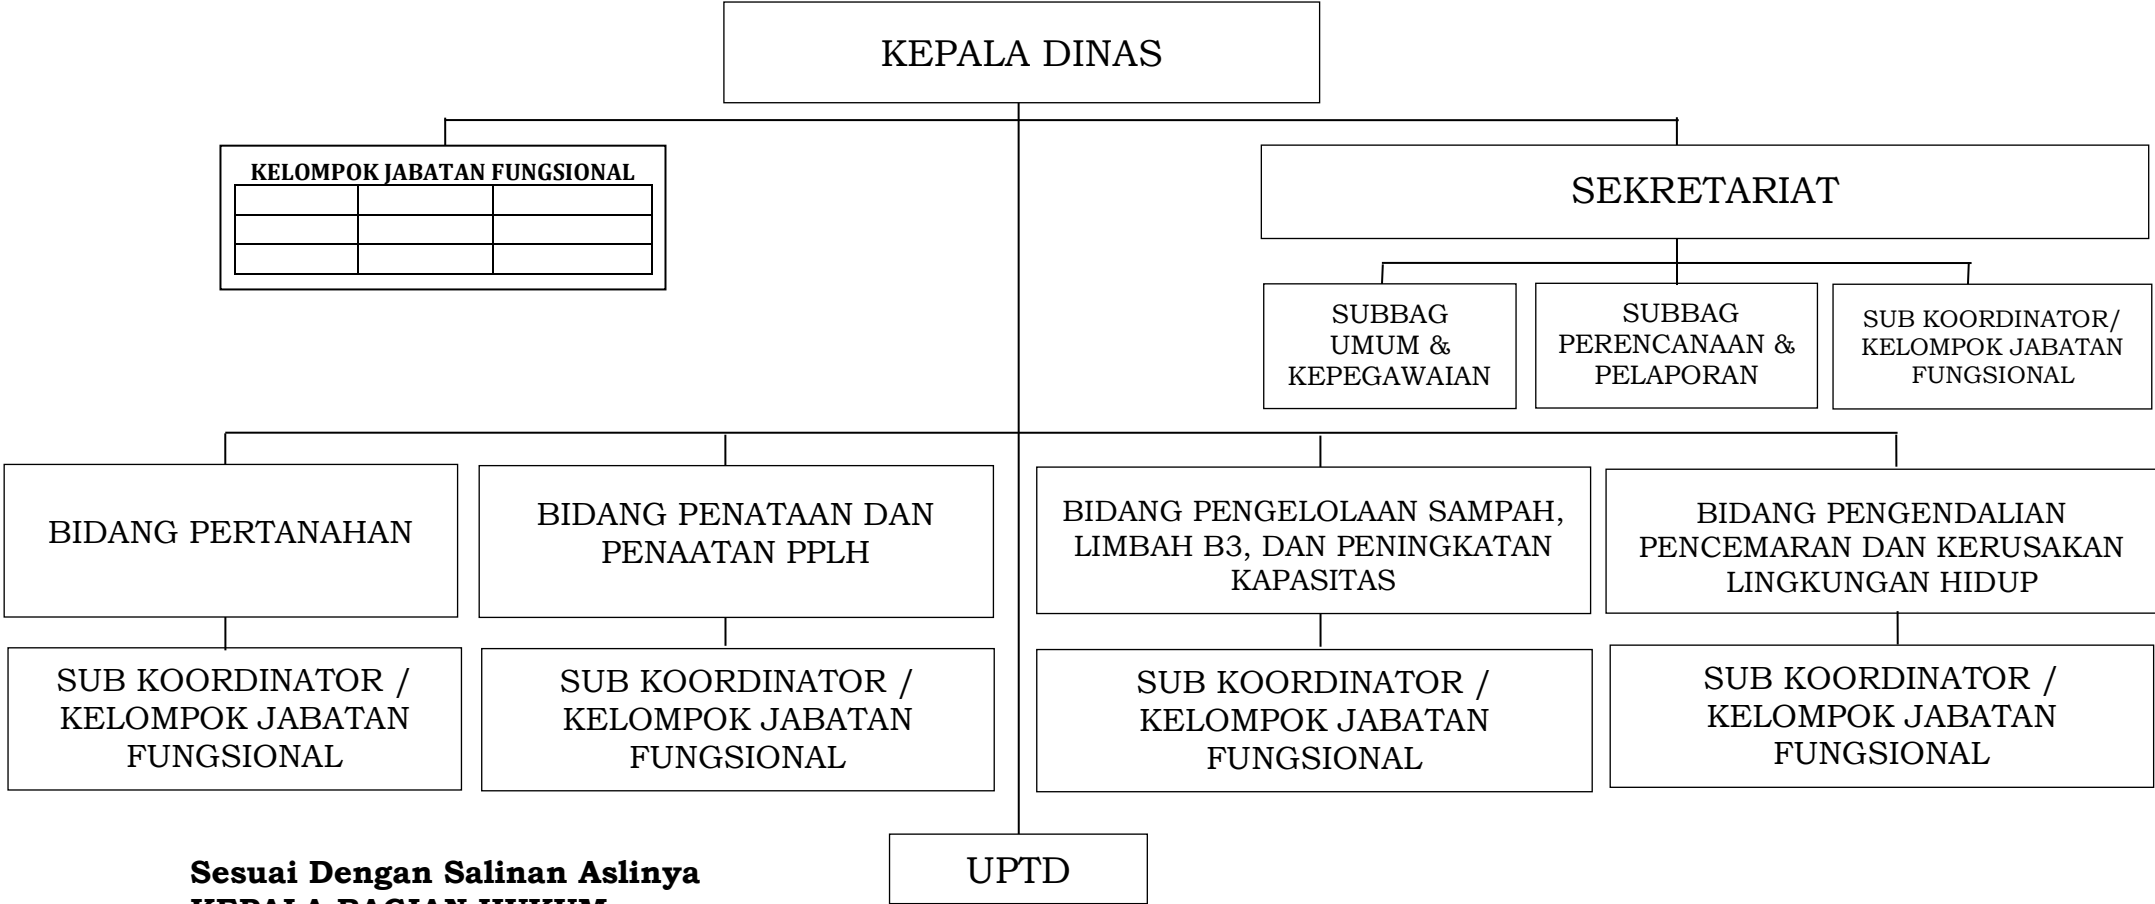 KEPALA DINAS
KELOMPOK JABATAN FUNGSIONAL
SEKRETARIAT
SUBBAG
UMUM &
KEPEGAWAIAN
SUBBAG
PERENCANAAN &
PELAPORAN
SUB KOORDINATOR/
KELOMPOK JABATAN
FUNGSIONAL
BIDANG PERTANAHAN
BIDANG PENATAAN DAN
PENAATAN PPLH
BIDANG PENGELOLAAN SAMPAH,
LIMBAH B3, DAN PENINGKATAN
KAPASITAS
BIDANG PENGENDALIAN
PENCEMARAN DAN KERUSAKAN
LINGKUNGAN HIDUP
SUB KOORDINATOR /
KELOMPOK JABATAN
FUNGSIONAL
SUB KOORDINATOR /
KELOMPOK JABATAN
FUNGSIONAL
SUB KOORDINATOR /
KELOMPOK JABATAN
FUNGSIONAL
SUB KOORDINATOR /
KELOMPOK JABATAN
FUNGSIONAL
UPTD
Sesuai Dengan Salinan Aslinya
KEPALA BAGIAN HUKUM